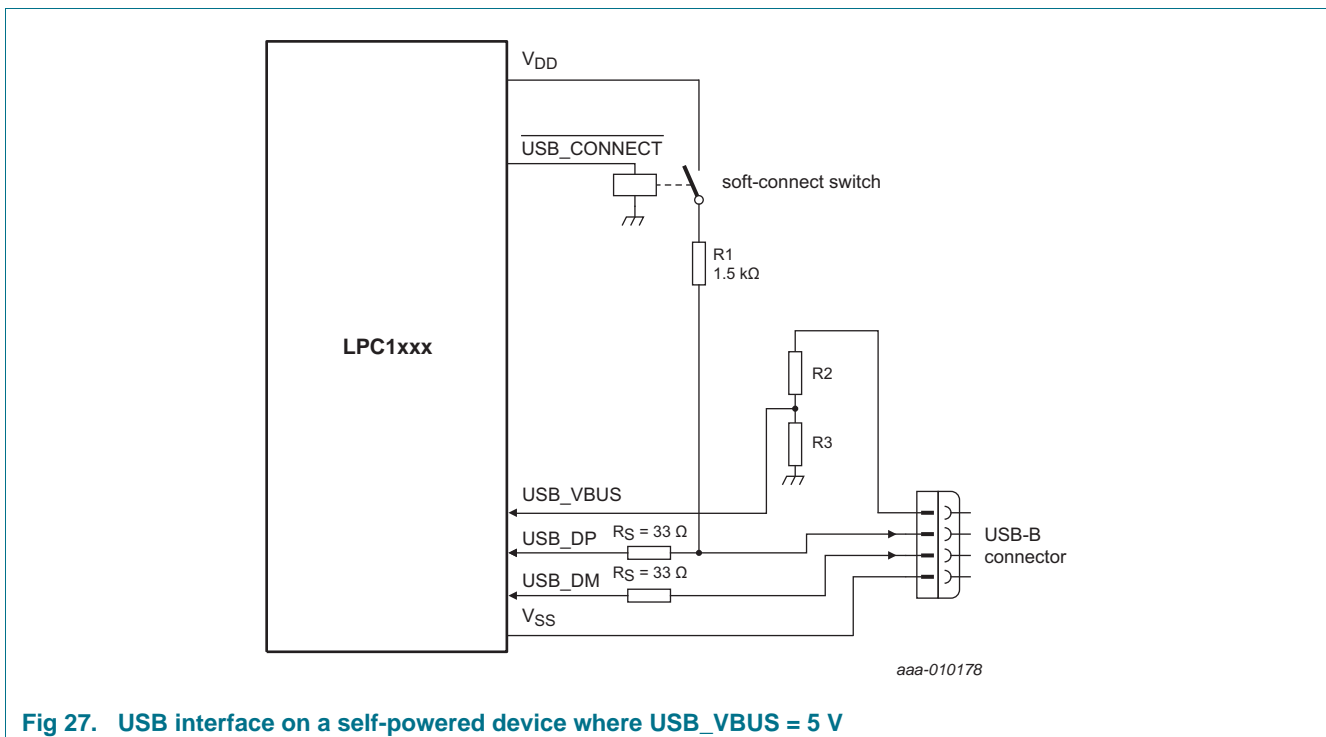 VDD
USB_CONNECT
soft-connect switch
R1
1.5 kΩ
LPC1xxx
R2
R3
USB_VBUS
USB_DP RS = 33 Ω
USB-B
connector
USB_DM RS = 33 Ω
VSS
aaa-010178
Fig 27. USB interface on a self-powered device where USB_VBUS = 5 V